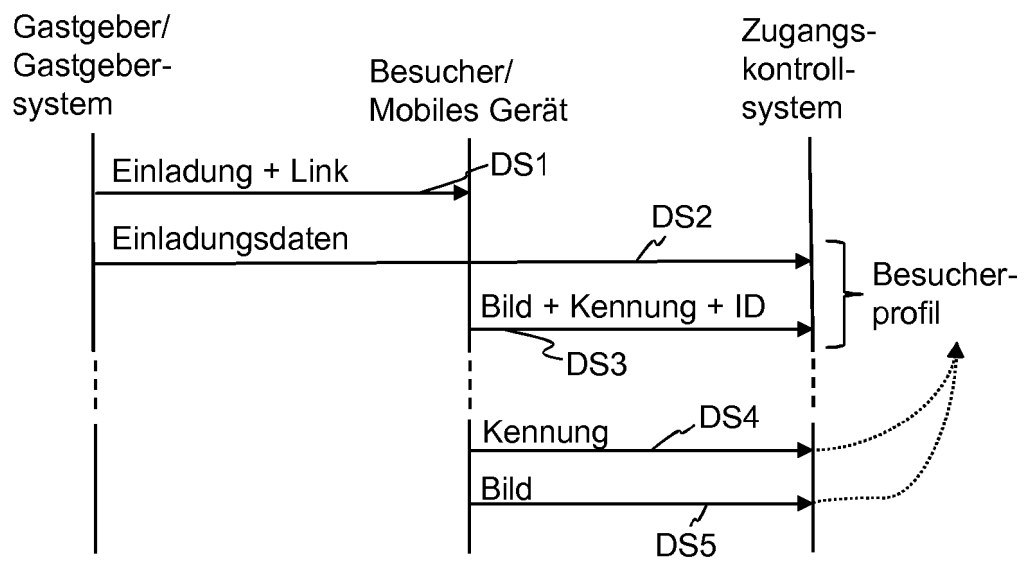 Gastgeber/
Gastgeber-
system
Besucher/
Mobiles Gerät
Zugangs-
kontroll-
system
Einladung + Link
DS1
Einladungsdaten
DS2
Besucher-
profil
Bild + Kennung + ID
DS3
Kennung
DS4
Bild
DS5